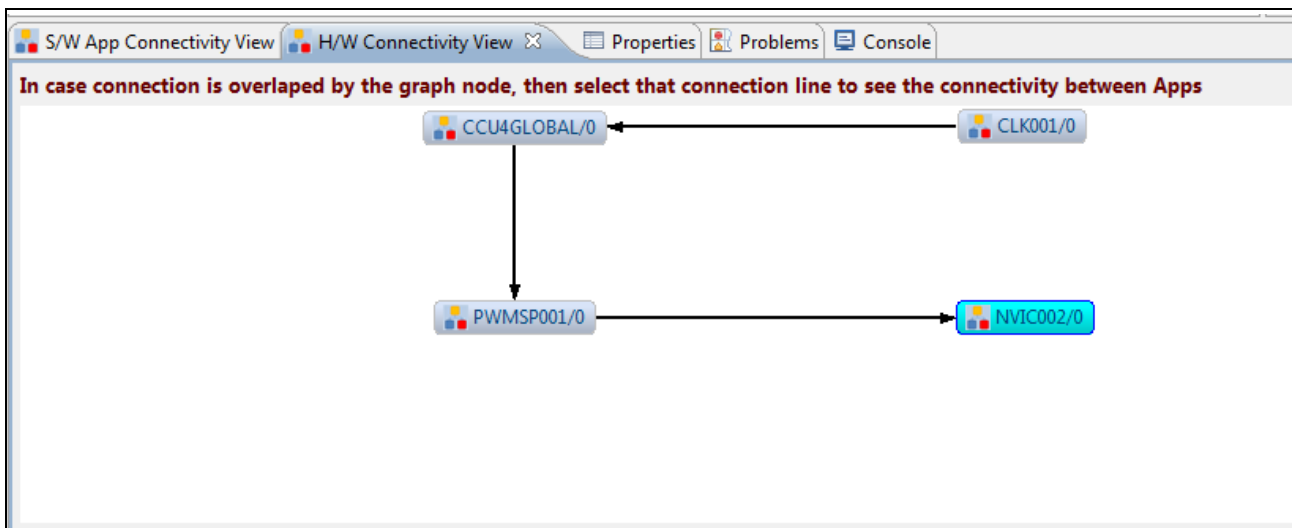 S/W App Connectivity View H/W Connectivity View Properties Problems Console
In case connection is overlaped by the graph node, then select that connection line to see the connectivity between Apps
CCU4GLOBAL/0 CLK001/0
PWMSP001/0 NVIC002/0